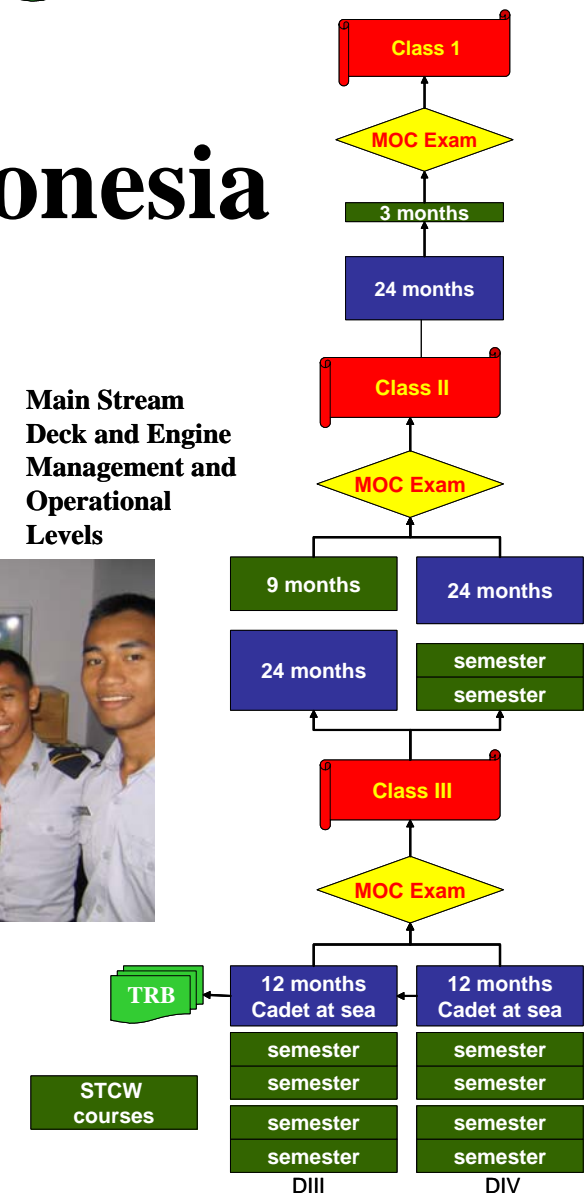 Class 1
MOC Exam
onesia
3 months
24 months
Class II
Main Stream
Deck and Engine
Management and
Operational
Levels
MOC Exam
9 months
24 months
24 months
semester
semester
Class III
MOC Exam
TRB
12 months
Cadet at sea
12 months
Cadet at sea
semester
semester
semester
semester
STCW
courses
semester
semester
semester
semester
DIII
DIV